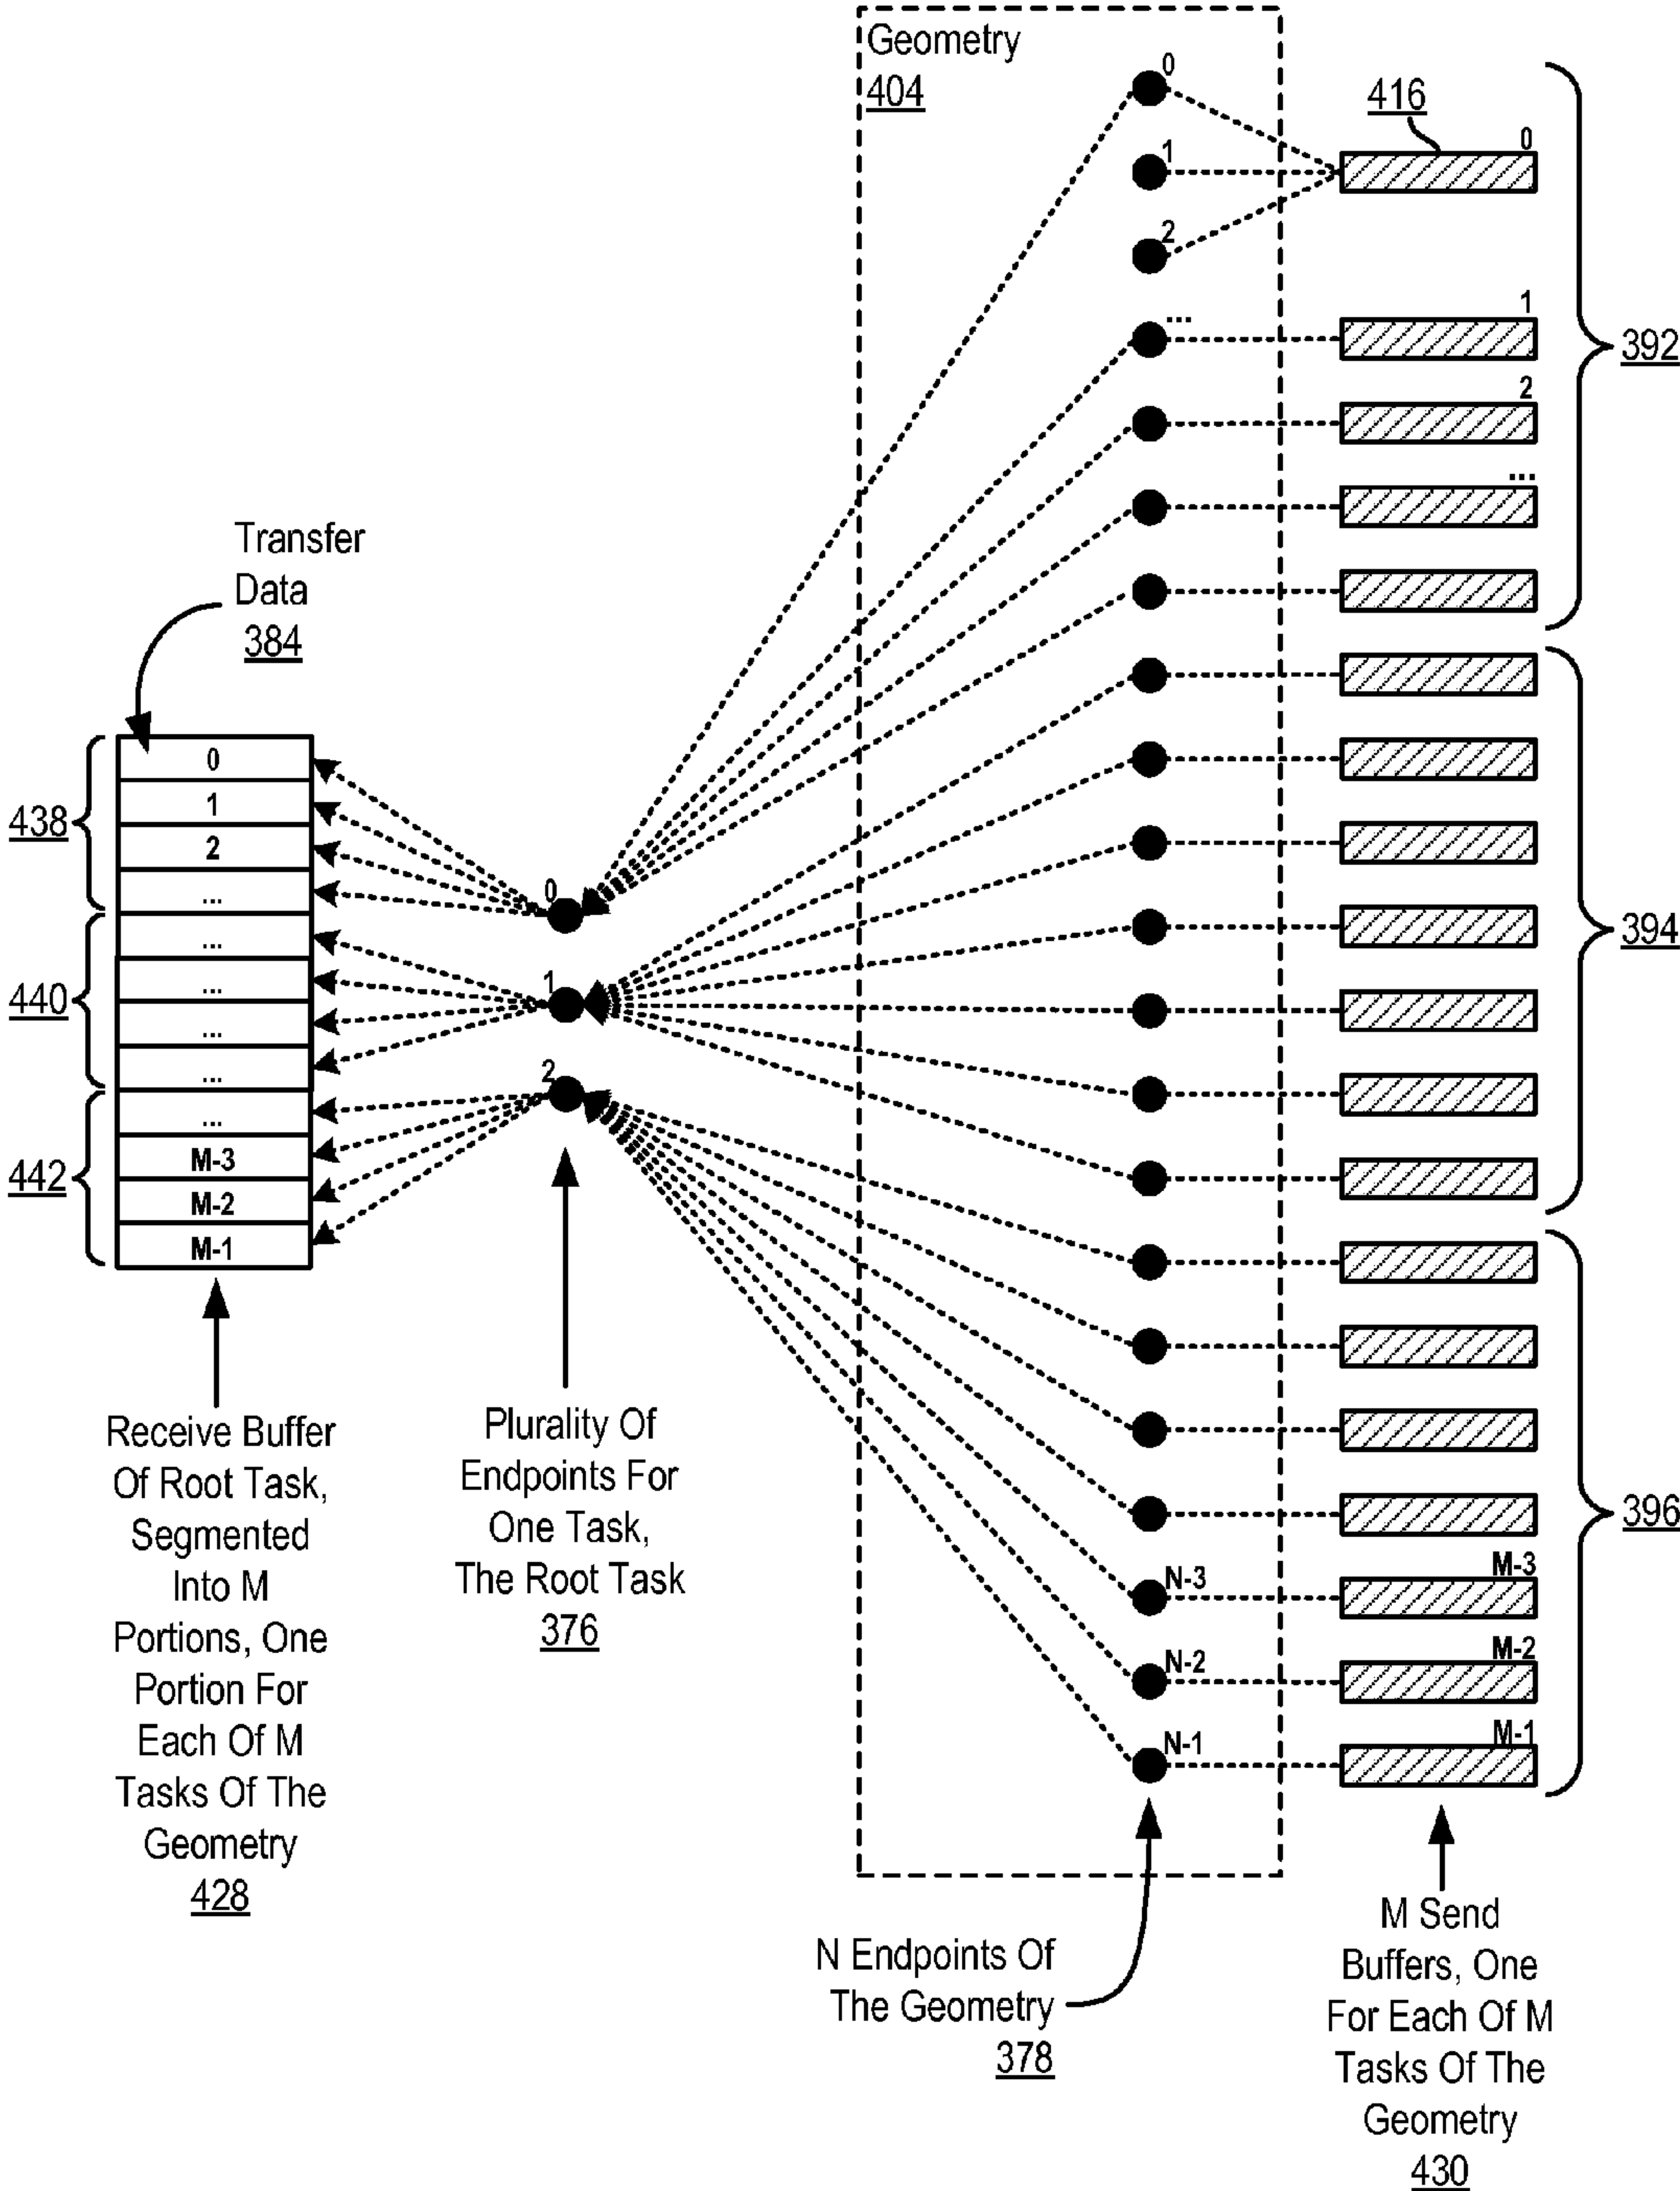 Geometry
404
0
1
2
...
N-3
N-2
N-1
416
0
1
2
...
M-3
M-2
M-1
392
394
396
Transfer
Data
384
0
1
2
...
...
...
...
...
...
M-3
M-2
M-1
438
440
442
0
1
2
Receive Buffer
Of Root Task,
Segmented
Into M
Portions, One
Portion For
Each Of M
Tasks Of The
Geometry
428
Plurality Of
Endpoints For
One Task,
The Root Task
376
N Endpoints Of
The Geometry
378
M Send
Buffers, One
For Each Of M
Tasks Of The
Geometry
430